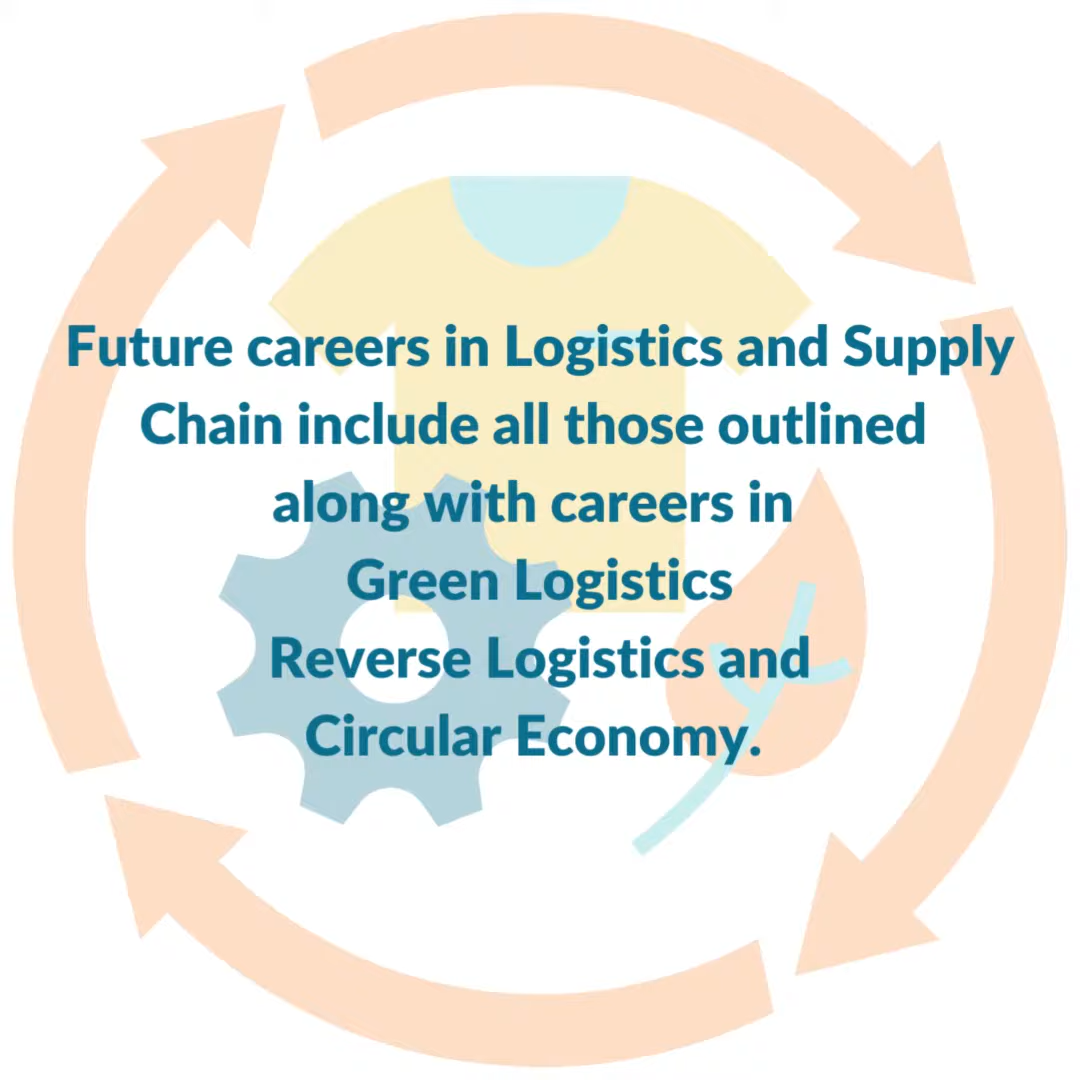 Future careers in Logistics and Supply
Chain include all those outlined
along with careers in
Green Logistics
Reverse Logistics and
Circular Economy.